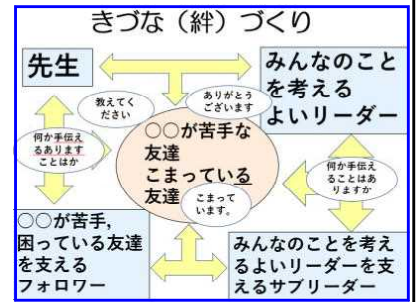 きづな(絆)づくり
先生
みんなのこと
を考える
よいリーダー
教えてく
ださい
ありがとう
ございます
何か手伝え
るあります
ことはか
〇〇が苦手な
友達
こまっている
友達
こまって
います。
何か手伝え
ることはあ
りますか
〇〇が苦手,
困っている友達
を支える
フォロワー
みんなのことを考え
るよいリーダーを支
えるサブリーダー